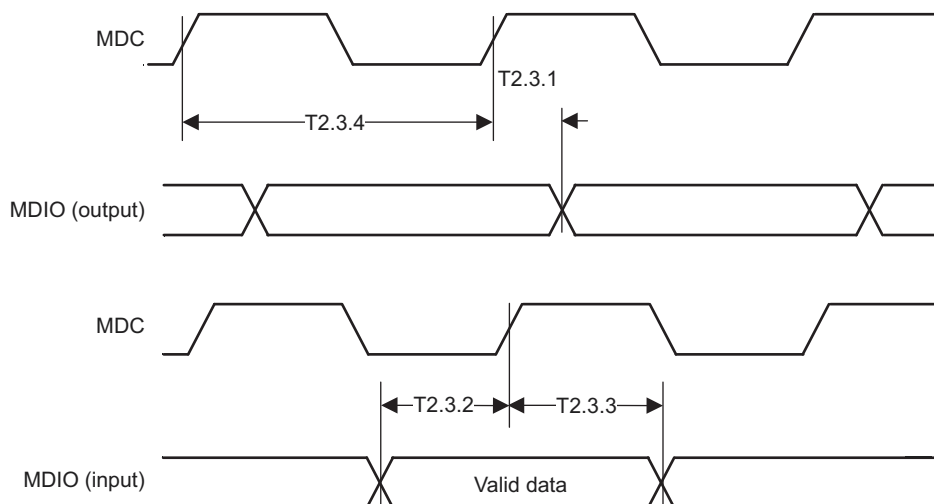 MDC
T2.3.1
T2.3.4
MDIO (output)
MDC
T2.3.2
T2.3.3
MDIO (input)
Valid data